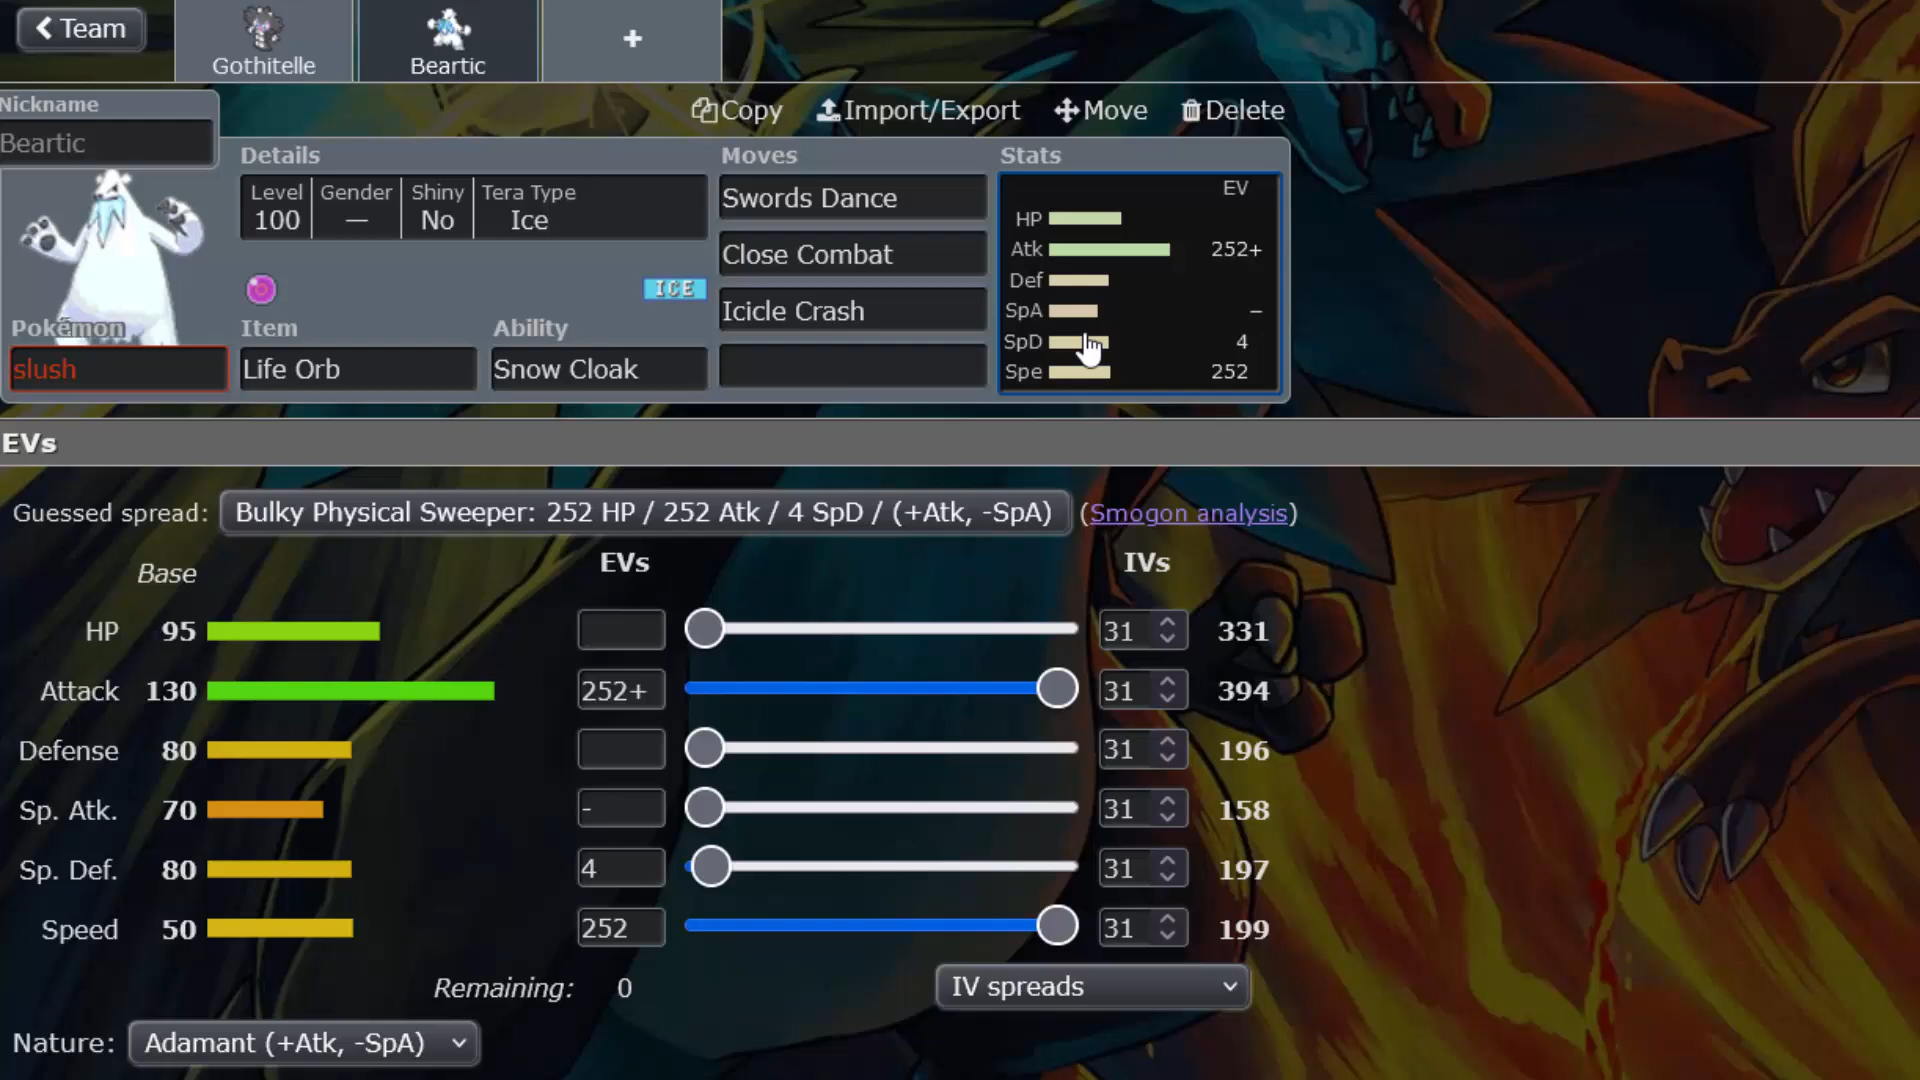 Team
Gothitelle
Beartic
+
Nickname
Beartic
Copy
Import/Export
Move
Delete
Details
Moves
Stats
Level
100
Gender
—
Shiny
No
Tera Type
Ice
ICE
Pokémon
slush
Item
Life Orb
Ability
Snow Cloak
Swords Dance
Close Combat
Icicle Crash
EV
HP
Atk 252+
Def
SpA –
SpD 4
Spe 252
EVs
Guessed spread: Bulky Physical Sweeper: 252 HP / 252 Atk / 4 SpD / (+Atk, -SpA) (Smogon analysis)
Base EVs IVs
HP 95 31 331
Attack 130 252+ 31 394
Defense 80 31 196
Sp. Atk. 70 - 31 158
Sp. Def. 80 4 31 197
Speed 50 252 31 199
Remaining: 0 IV spreads
Nature: Adamant (+Atk, -SpA)